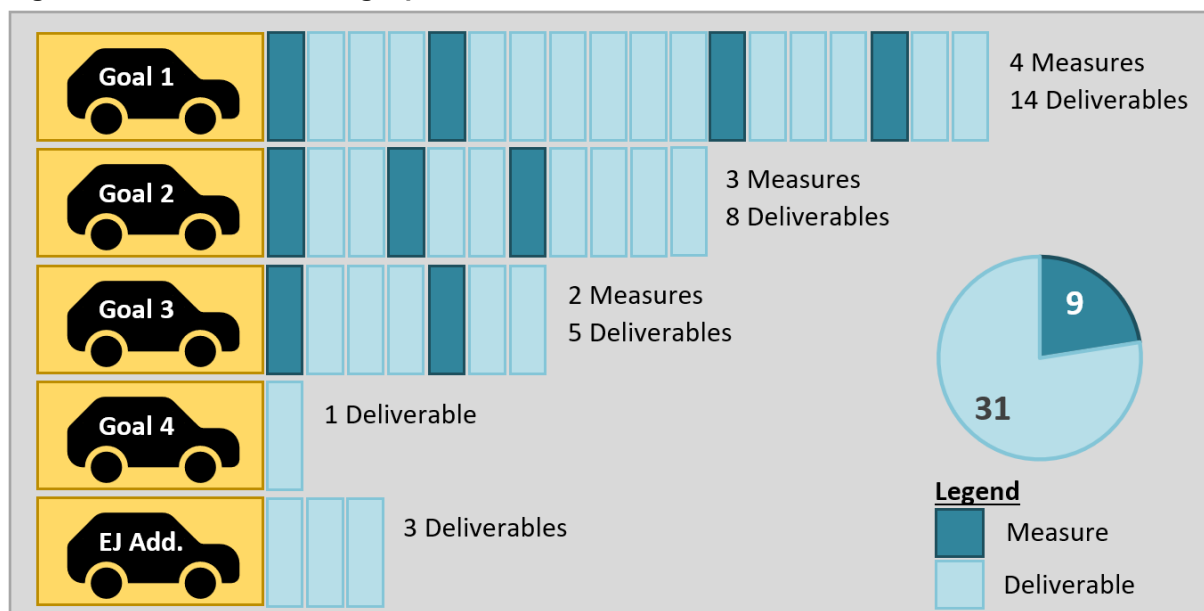 Goal 1
4 Measures
14 Deliverables
Goal 2
3 Measures
8 Deliverables
Goal 3
2 Measures
5 Deliverables
Goal 4
1 Deliverable
EJ Add.
3 Deliverables
9
31
Legend
Measure
Deliverable